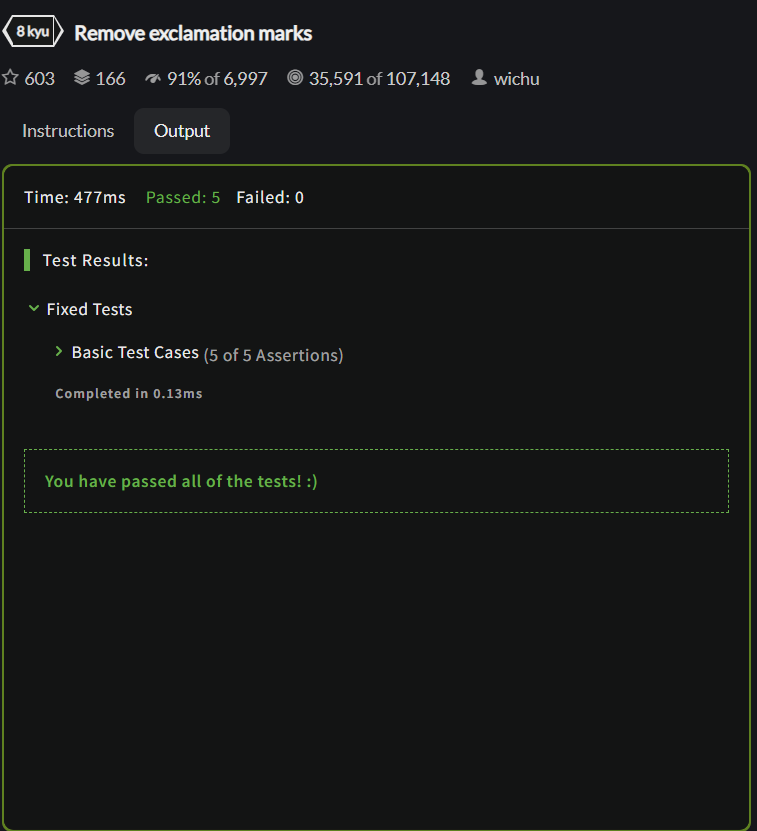 8 kyu Remove exclamation marks
603 166 91% of 6,997 35,591 of 107,148 wichu
Instructions Output
Time: 477ms Passed: 5 Failed: 0
Test Results:
Fixed Tests
Basic Test Cases (5 of 5 Assertions)
Completed in 0.13ms
You have passed all of the tests! :)